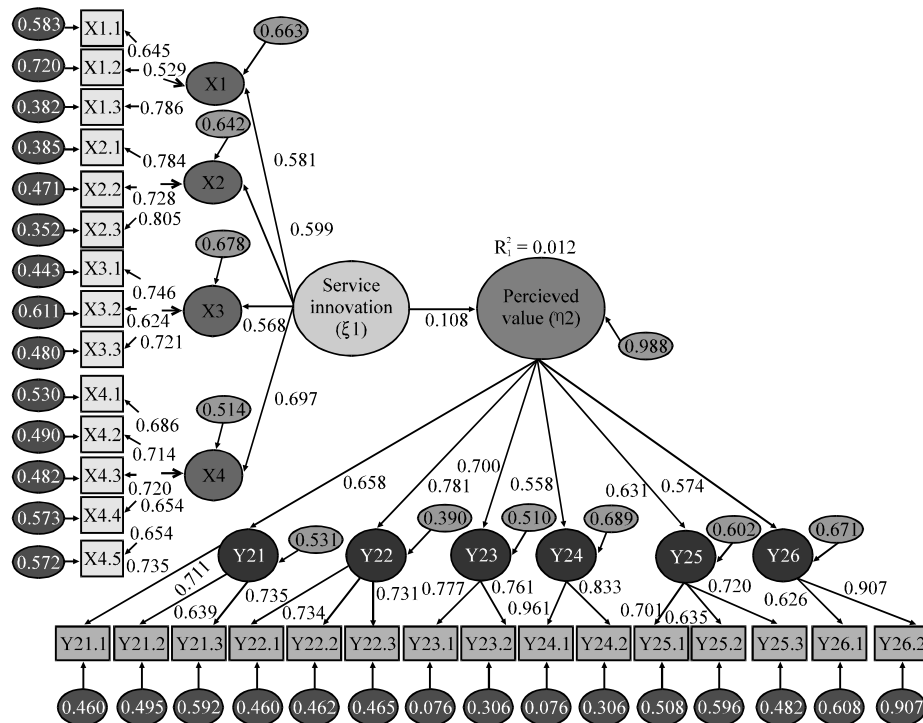 0.583 X1.1
0.645
0.663
0.720 X1.2
0.529 X1
0.382 X1.3 0.786
0.642
0.385 X2.1
0.784
0.581
0.471 X2.2 X2
0.728
0.805
0.352 X2.3
0.599
0.678
R²₁ = 0.012
0.443 X3.1
0.746
Service
innovation
(ξ1)
Percieved
value (η2)
0.611 X3.2 X3
0.624
0.568
0.108
0.721
0.480 X3.3
0.988
0.530 X4.1
0.697
0.514
0.686
0.490 X4.2
0.714
0.482 X4.3 X4
0.720
0.654
0.573 X4.4
0.654
0.572 X4.5
0.735
0.658 0.781 0.700 0.558 0.631 0.574
0.531 0.390 0.510 0.689 0.602 0.671
Y21 Y22 Y23 Y24 Y25 Y26
0.711 0.639 0.735 0.734 0.731 0.777 0.761 0.961 0.833 0.701 0.635 0.720 0.626 0.907
Y21.1 Y21.2 Y21.3 Y22.1 Y22.2 Y22.3 Y23.1 Y23.2 Y24.1 Y24.2 Y25.1 Y25.2 Y25.3 Y26.1 Y26.2
0.460 0.495 0.592 0.460 0.462 0.465 0.076 0.306 0.076 0.306 0.508 0.596 0.482 0.608